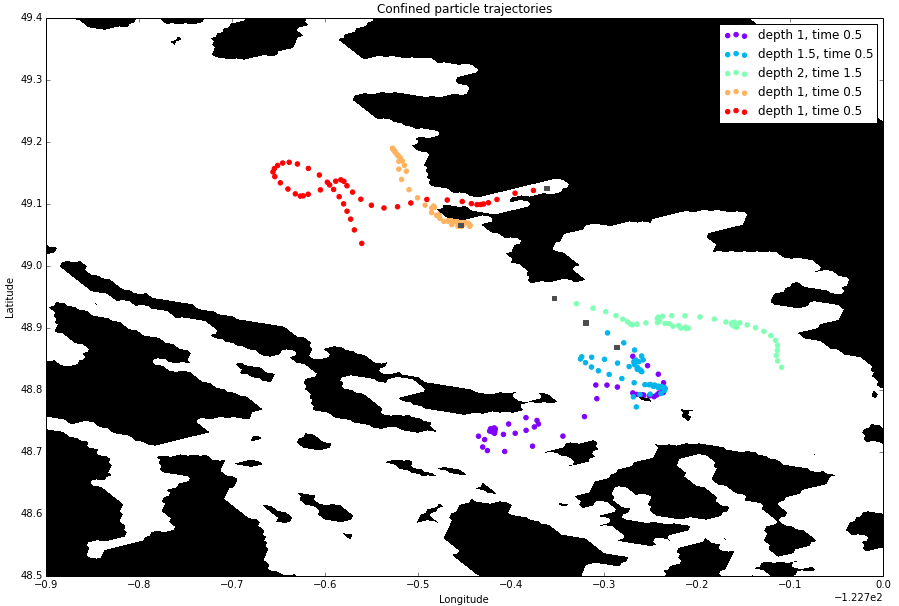 Confined particle trajectories
depth 1, time 0.5
depth 1.5, time 0.5
depth 2, time 1.5
depth 1, time 0.5
depth 1, time 0.5
49.4
49.3
49.2
49.1
49.0
48.9
48.8
48.7
48.6
48.5
Latitude
−0.9 −0.8 −0.7 −0.6 −0.5 −0.4 −0.3 −0.2 −0.1 0.0
−1.227e2
Longitude